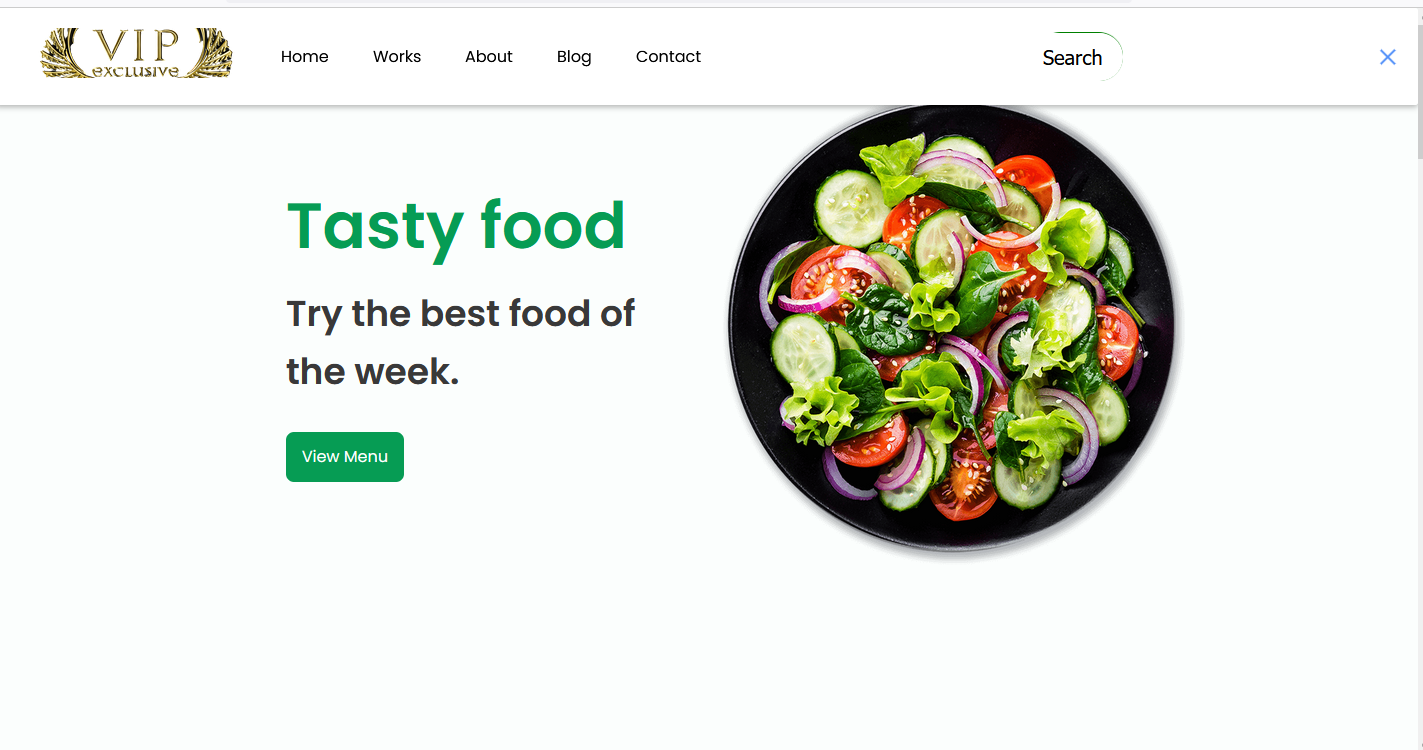 VIP
exclusive
Home Works About Blog Contact
Search
Tasty food
Try the best food of
the week.
View Menu